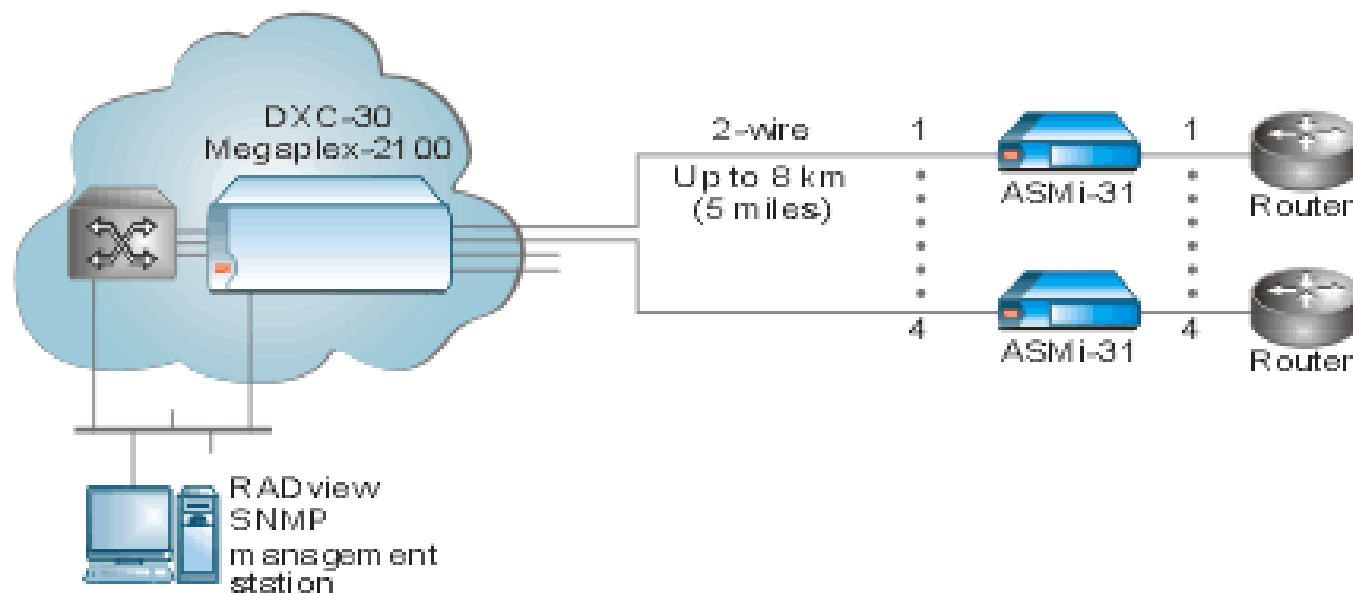 DXC-30
Megaplex-2100
2-wire
Up to 8 km
(5 miles)
1
ASMi-31
1
Router
4
ASMi-31
4
Router
RADview
SNMP
management
station